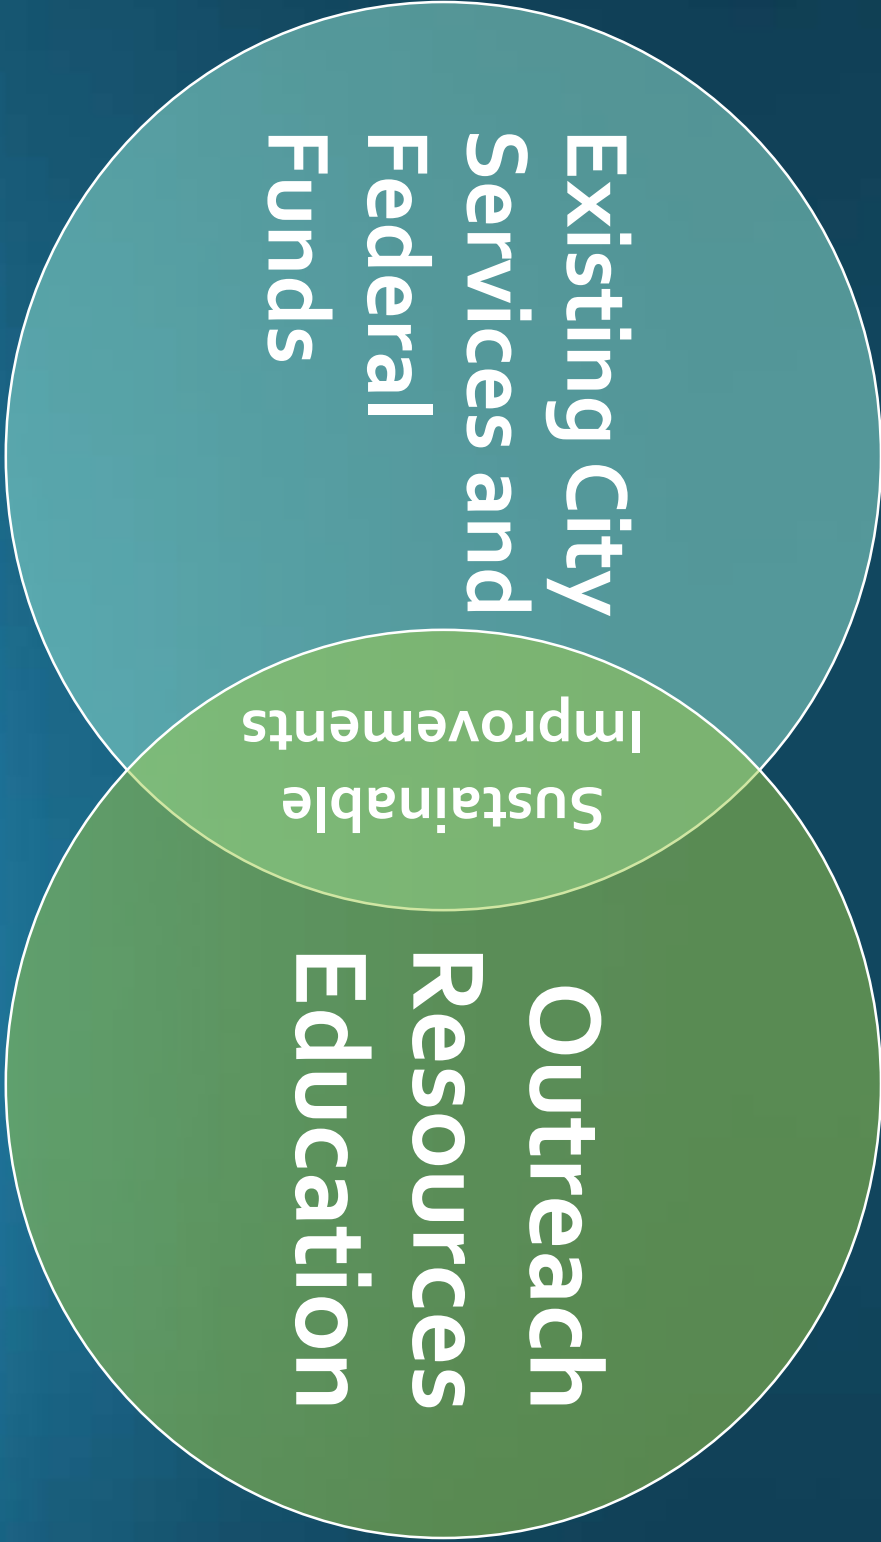 Existing City
Services and
Federal
Funds
Sustainable
Improvements
Outreach
Resources
Education